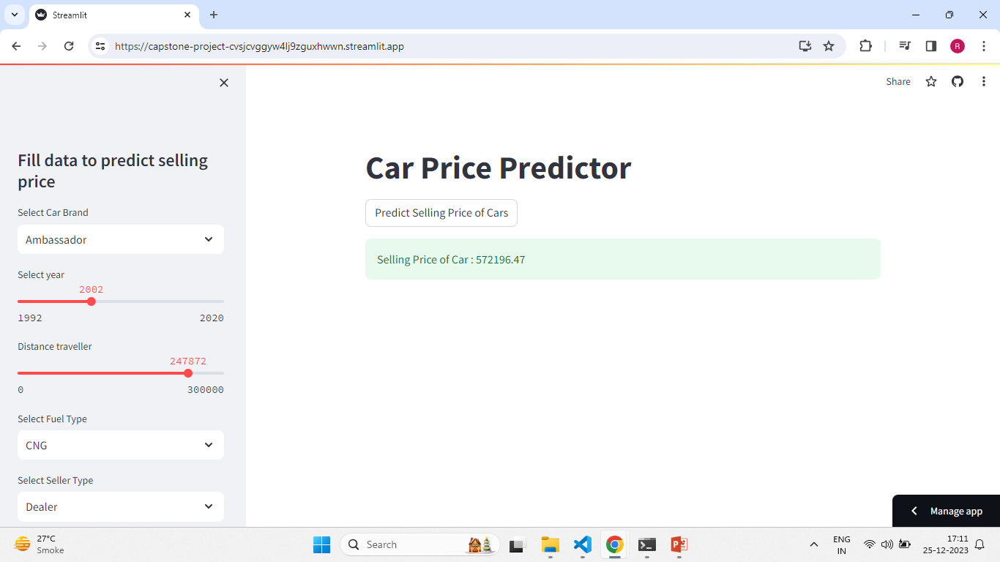 Streamlit
https://capstone-project-cvsjcvggyw4lj9zguxhwwn.streamlit.app
R
Share
Fill data to predict selling
price
Select Car Brand
Ambassador
Select year
2002
1992 2020
Distance traveller
247872
0 300000
Select Fuel Type
CNG
Select Seller Type
Dealer
Car Price Predictor
Predict Selling Price of Cars
Selling Price of Car : 572196.47
Manage app
27°C
Smoke
Search
ENG
IN
17:11
25-12-2023